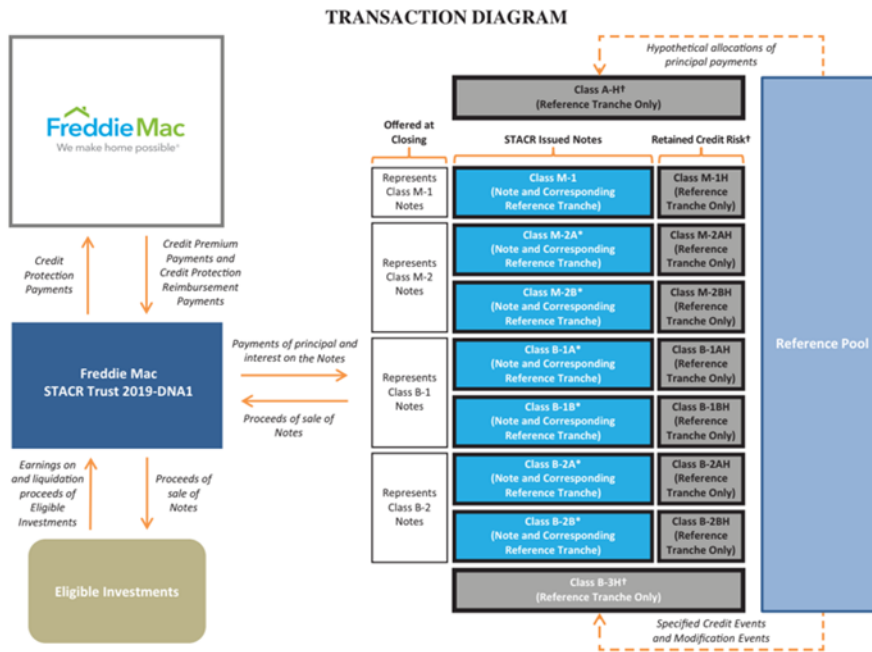 TRANSACTION DIAGRAM
Hypothetical allocations of
principal payments
FreddieMac
We make home possible®
Class A-H†
(Reference Tranche Only)
Offered at
Closing
STACR Issued Notes
Retained Credit Risk†
Represents
Class M-1
Notes
Class M-1
(Note and Corresponding
Reference Tranche)
Class M-1H
(Reference
Tranche Only)
Represents
Class M-2
Notes
Class M-2A*
(Note and Corresponding
Reference Tranche)
Class M-2AH
(Reference
Tranche Only)
Class M-2B*
(Note and Corresponding
Reference Tranche)
Class M-2BH
(Reference
Tranche Only)
Represents
Class B-1
Notes
Class B-1A*
(Note and Corresponding
Reference Tranche)
Class B-1AH
(Reference
Tranche Only)
Class B-1B*
(Note and Corresponding
Reference Tranche)
Class B-1BH
(Reference
Tranche Only)
Represents
Class B-2
Notes
Class B-2A*
(Note and Corresponding
Reference Tranche)
Class B-2AH
(Reference
Tranche Only)
Class B-2B*
(Note and Corresponding
Reference Tranche)
Class B-2BH
(Reference
Tranche Only)
Class B-3H†
(Reference Tranche Only)
Reference Pool
Specified Credit Events
and Modification Events
Credit
Protection
Payments
Credit Premium
Payments and
Credit Protection
Reimbursement
Payments
Freddie Mac
STACR Trust 2019-DNA1
Payments of principal and
interest on the Notes
Proceeds of sale of
Notes
Earnings on
and liquidation
proceeds of
Eligible
Investments
Proceeds of
sale of
Notes
Eligible Investments